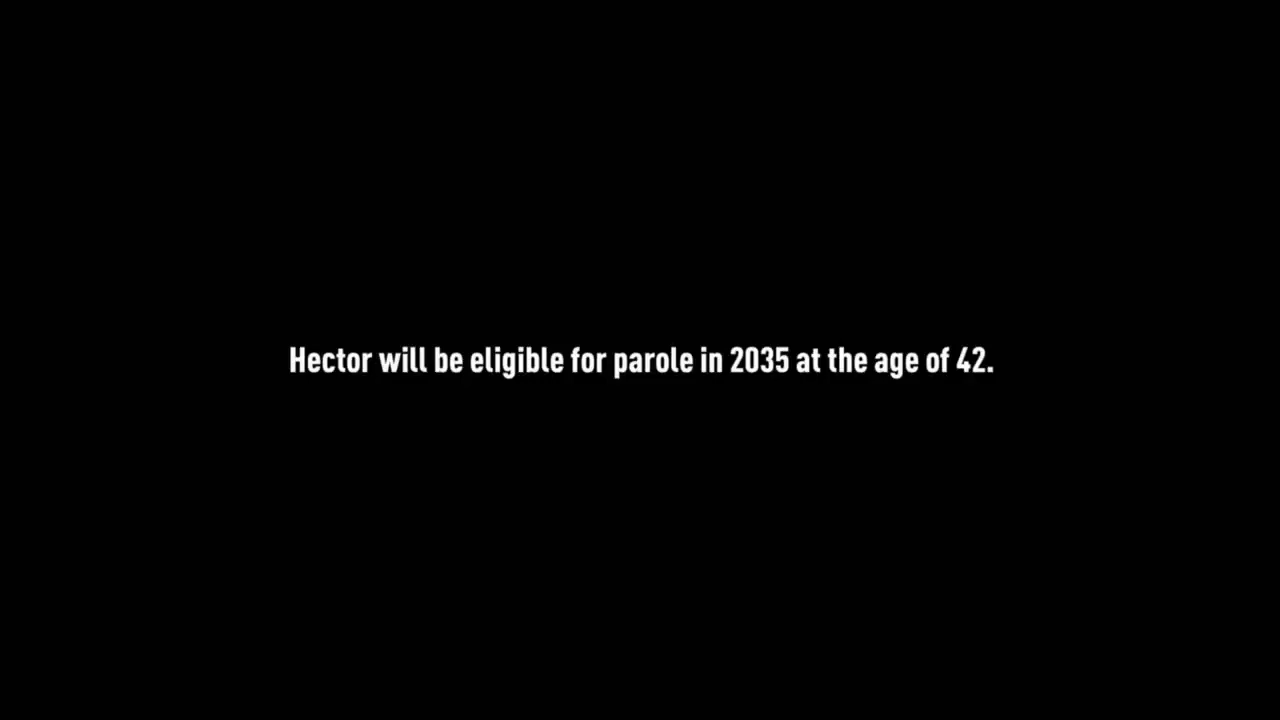 Hector will be eligible for parole in 2035 at the age of 42.